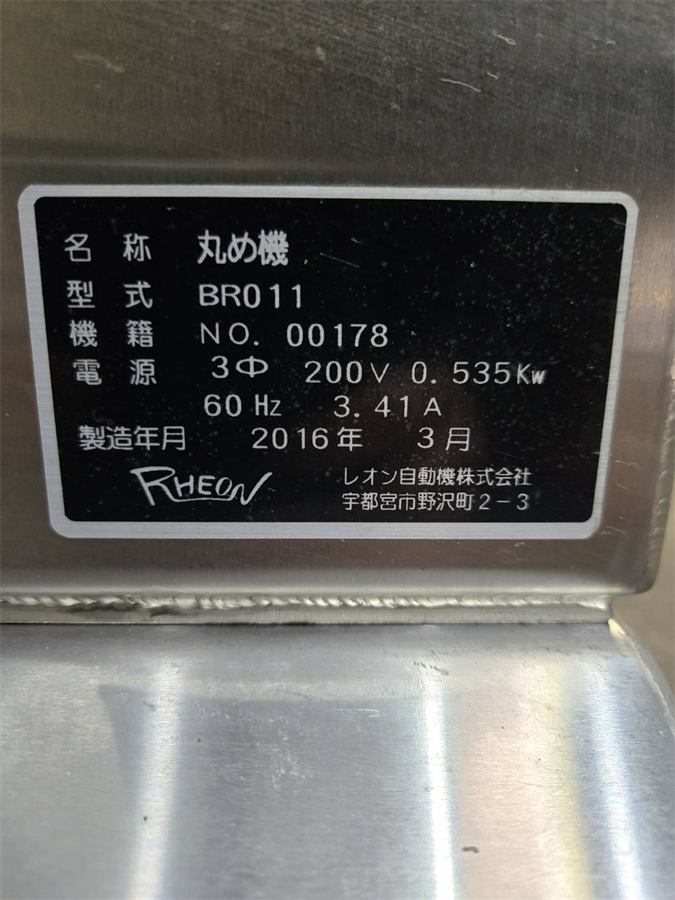 名称 丸め機
型式 BR011
機籍 NO. 00178
電源 3Φ 200V 0.535Kw
60Hz 3.41A
製造年月 2016年 3月
RHEON レオン自動機株式会社
宇都宮市野沢町2-3